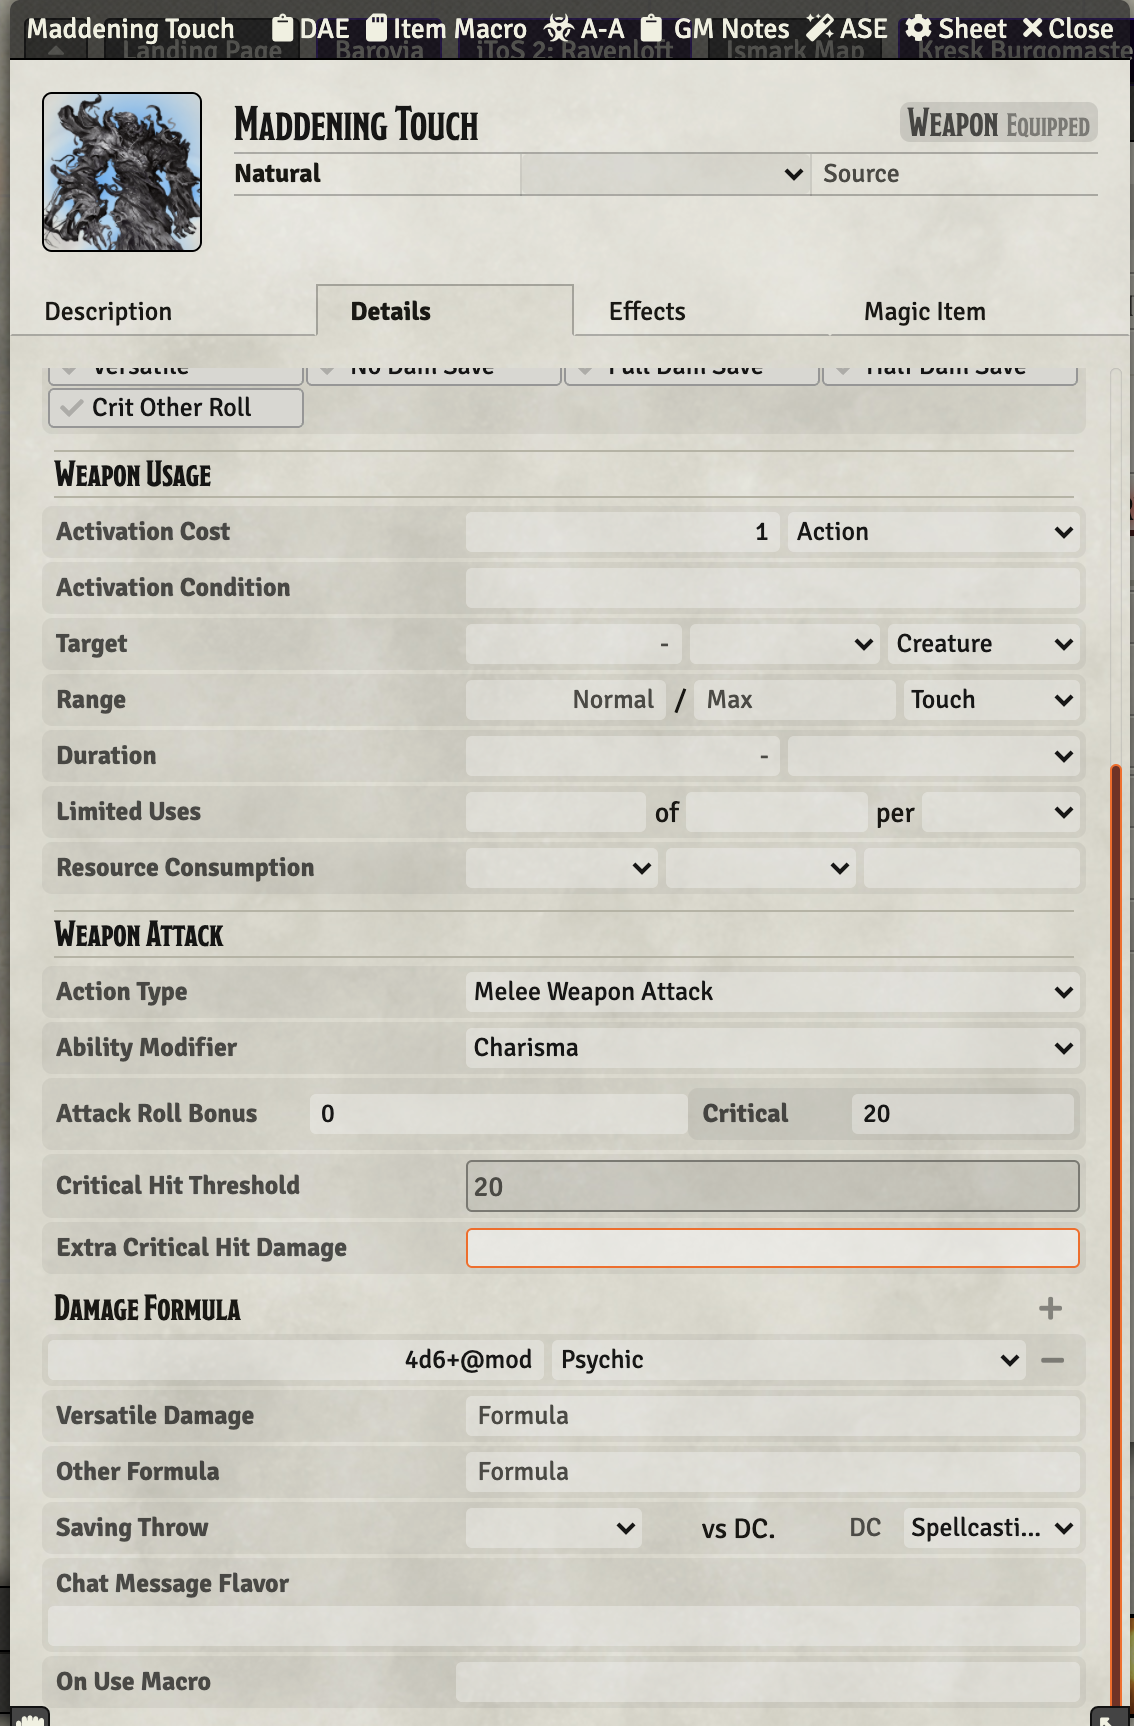 Maddening Touch DAE Item Macro A-A GM Notes ASE Sheet Close
Landing Page Barovia iToS 2: Ravenloft Ismark Map Kresk Burgomaste
Maddening Touch
Weapon Equipped
Natural Source
Description Details Effects Magic Item
Versatile No Dam Save Full Dam Save Half Dam Save
Crit Other Roll
Weapon Usage
Activation Cost 1 Action
Activation Condition
Target - Creature
Range Normal / Max Touch
Duration -
Limited Uses of per
Resource Consumption
Weapon Attack
Action Type Melee Weapon Attack
Ability Modifier Charisma
Attack Roll Bonus 0 Critical 20
Critical Hit Threshold 20
Extra Critical Hit Damage
Damage Formula +
4d6+@mod Psychic
Versatile Damage Formula
Other Formula Formula
Saving Throw vs DC. DC Spellcasti...
Chat Message Flavor
On Use Macro